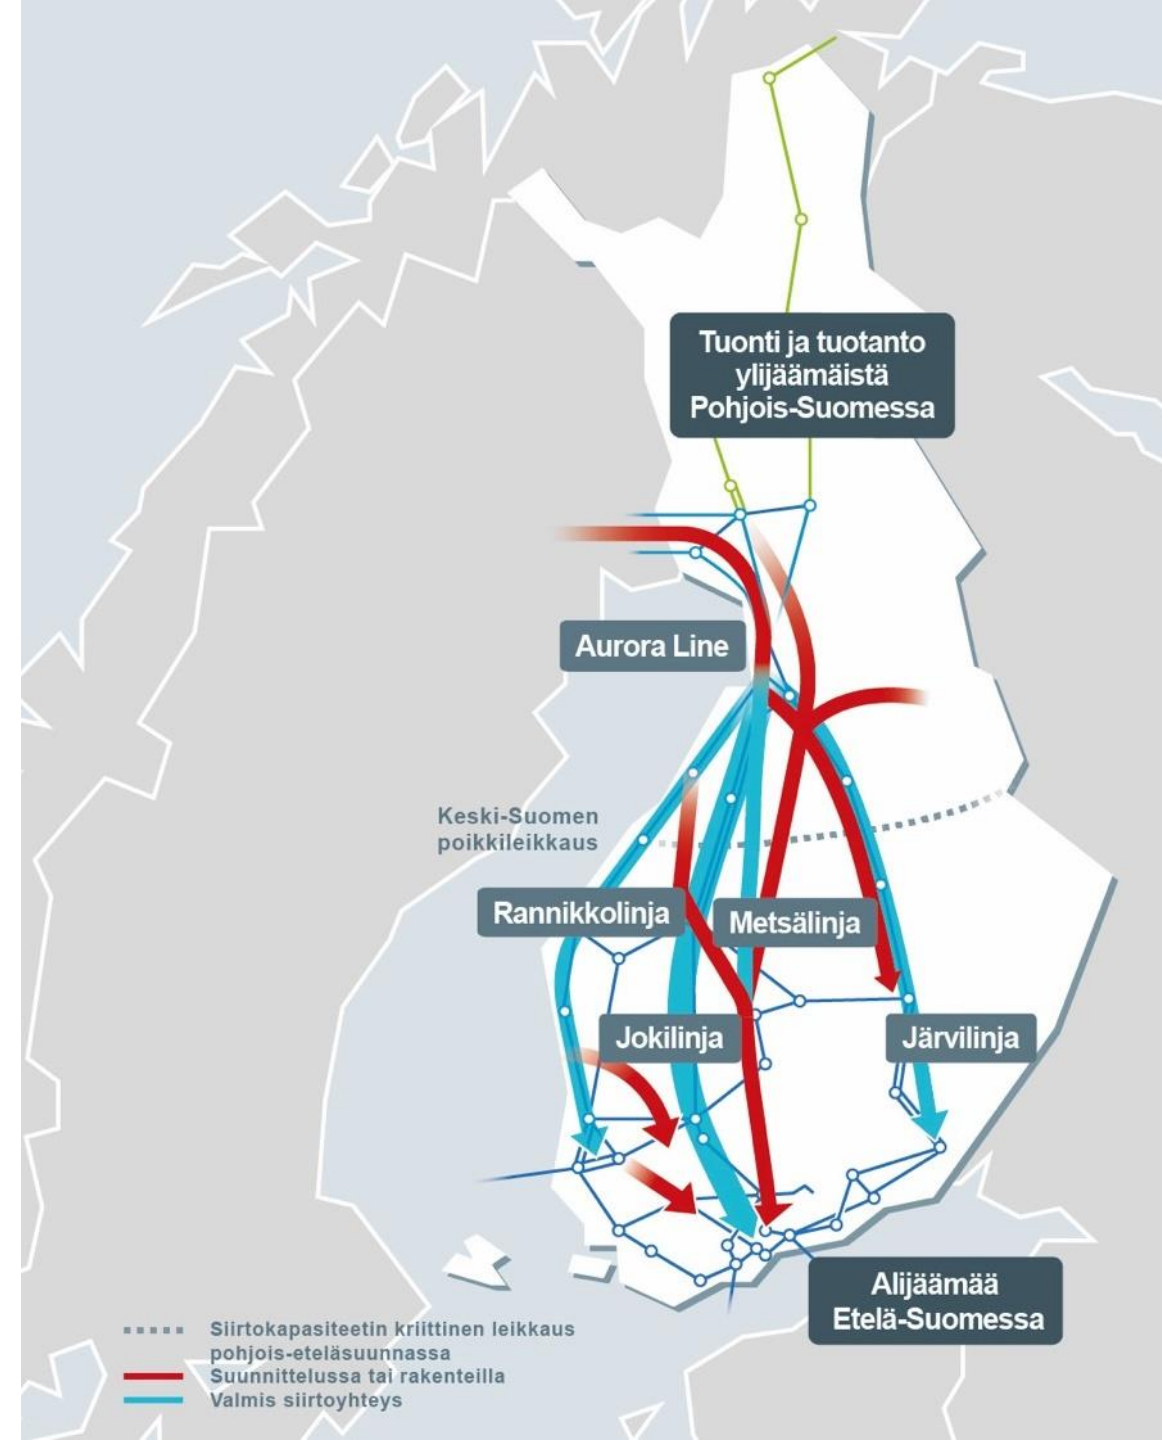 Tuonti ja tuotanto
ylijäämäistä
Pohjois-Suomessa
Aurora Line
Keski-Suomen
poikkileikkaus
Rannikkolinja
Metsälinja
Jokilinja
Järvilinja
Alijäämää
Etelä-Suomessa
Siirtokapasiteetin kriittinen leikkaus
pohjois-eteläsuunnassa
Suunnittelussa tai rakenteilla
Valmis siirtoyhteys